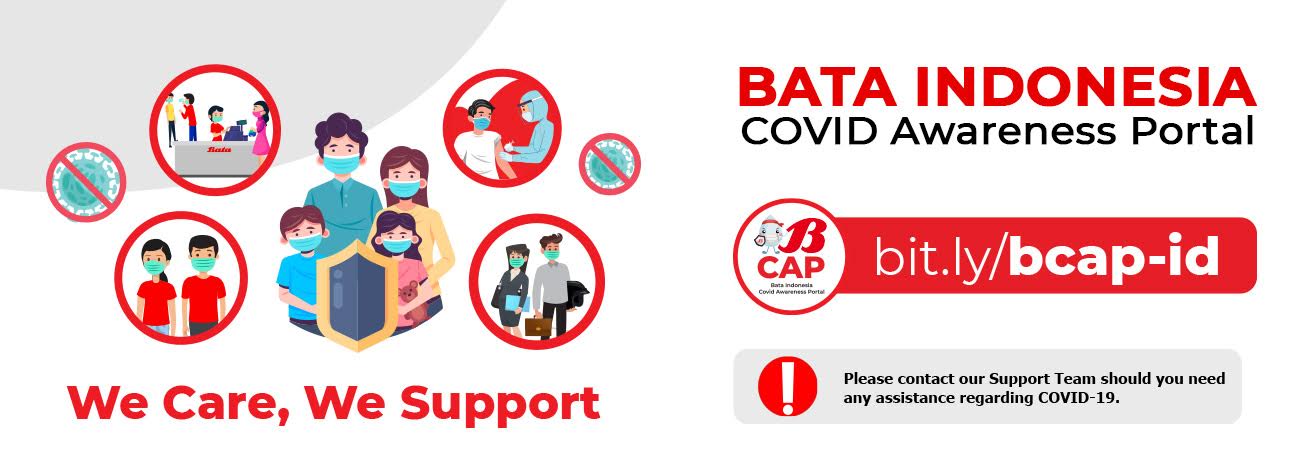 Bata
We Care, We Support
BATA INDONESIA
COVID Awareness Portal
B
CAP
Bata Indonesia
Covid Awareness Portal
bit.ly/bcap-id
Please contact our Support Team should you need
any assistance regarding COVID-19.